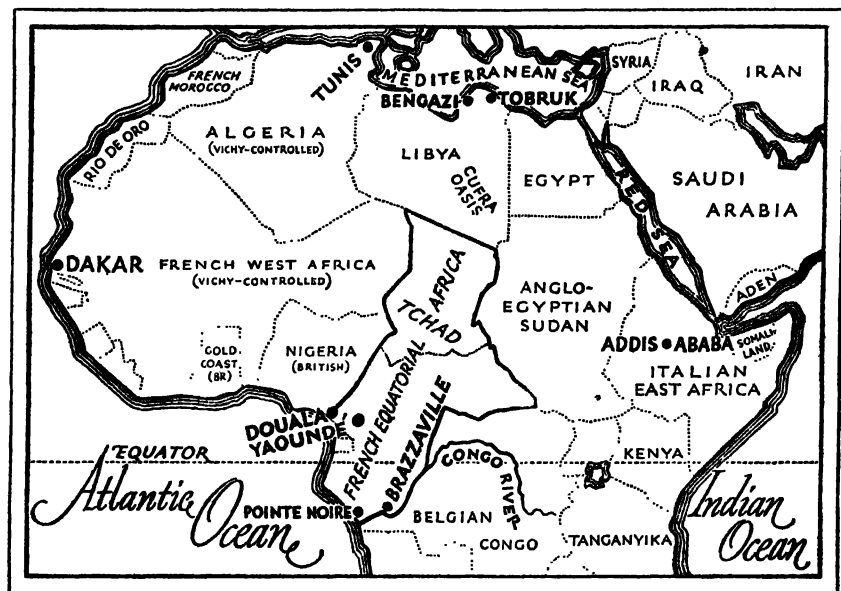 FRENCH
MOROCCO
TUNIS
MEDITERRANEAN SEA
SYRIA
IRAQ
IRAN
BENGAZI
TOBRUK
RIO DE ORO
ALGERIA
(VICHY-CONTROLLED)
LIBYA
CUFRA
OASIS
EGYPT
RED SEA
SAUDI
ARABIA
DAKAR
FRENCH WEST AFRICA
(VICHY-CONTROLLED)
AFRICA
TCHAD
ANGLO-
EGYPTIAN
SUDAN
ADEN
GOLD
COAST
(BR)
NIGERIA
(BRITISH)
FRENCH EQUATORIAL
ADDIS ABABA
SOMALI-
LAND
ITALIAN
EAST AFRICA
DOUALA
YAOUNDE
BRAZZAVILLE
EQUATOR
CONGO RIVER
KENYA
Atlantic
Ocean
POINTE NOIRE
BELGIAN
CONGO
TANGANYIKA
Indian
Ocean